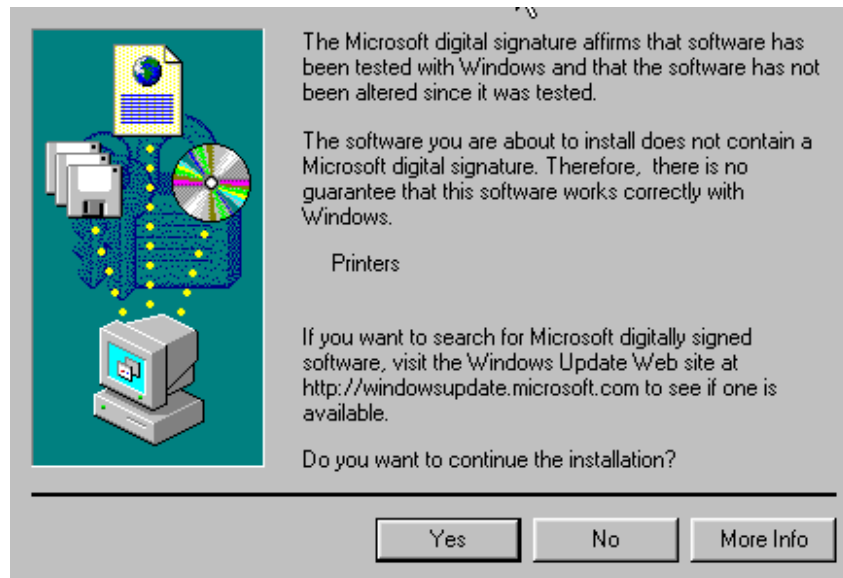 The Microsoft digital signature affirms that software has
been tested with Windows and that the software has not
been altered since it was tested.
The software you are about to install does not contain a
Microsoft digital signature. Therefore,  there is no
guarantee that this software works correctly with
Windows.
Printers
If you want to search for Microsoft digitally signed
software, visit the Windows Update Web site at
http://windowsupdate.microsoft.com to see if one is
available.
Do you want to continue the installation?
Yes
No
More Info